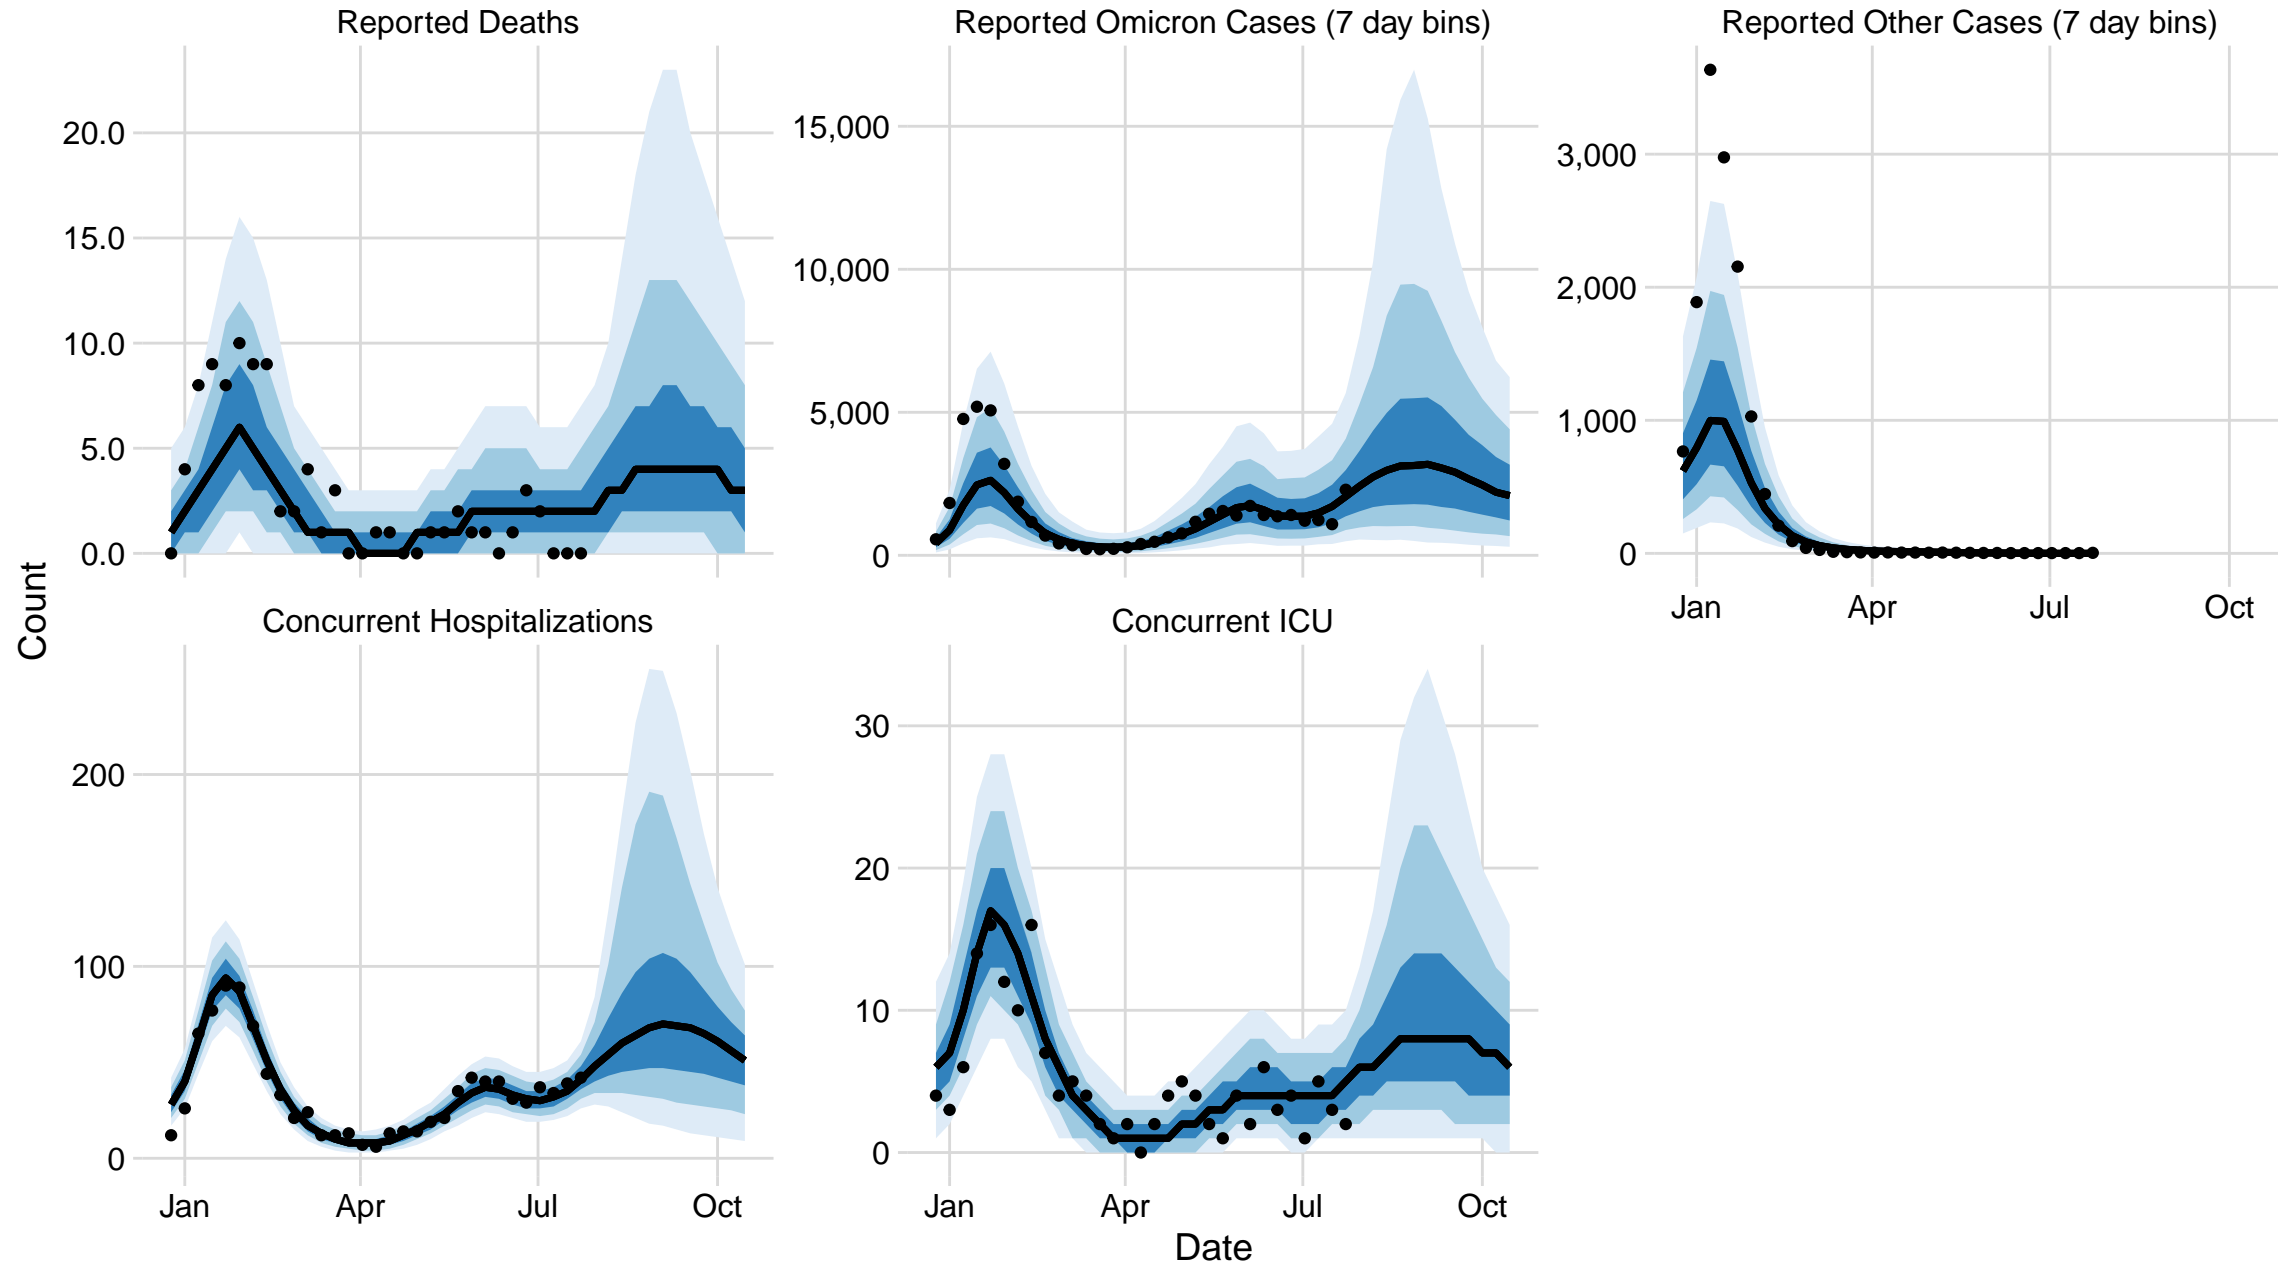 Reported Deaths
Reported Omicron Cases (7 day bins)
Reported Other Cases (7 day bins)
20.0
15.0
10.0
5.0
0.0
15,000
10,000
5,000
0
3,000
2,000
1,000
0
Jan Apr Jul Oct
Count
Concurrent Hospitalizations
Concurrent ICU
200
100
0
30
20
10
0
Jan Apr Jul Oct
Jan Apr Jul Oct
Date